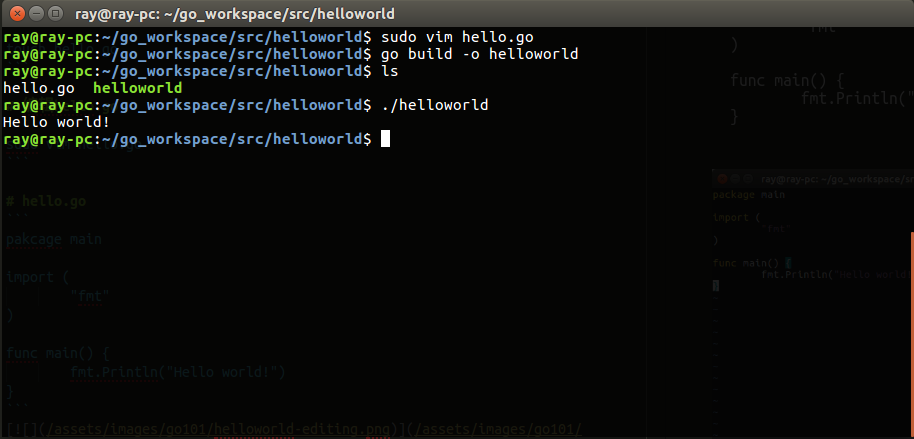 ray@ray-pc: ~/go_workspace/src/helloworld
ray@ray-pc:~/go_workspace/src/helloworld$ sudo vim hello.go
ray@ray-pc:~/go_workspace/src/helloworld$ go build -o helloworld
ray@ray-pc:~/go_workspace/src/helloworld$ ls
hello.go  helloworld
ray@ray-pc:~/go_workspace/src/helloworld$ ./helloworld
Hello world!
ray@ray-pc:~/go_workspace/src/helloworld$
# hello.go
```
pakcage main
import (
"fmt"
)
func main() {
fmt.Println("Hello world!")
}
```
[![](/assets/images/go101/helloworld-editing.png)](/assets/images/go101/
fmt
)
func main() {
fmt.Println("
}
ray@ray-pc: ~/go_workspace/sr
package main
import (
"fmt"
)
func main() {
fmt.Println("Hello world!
}